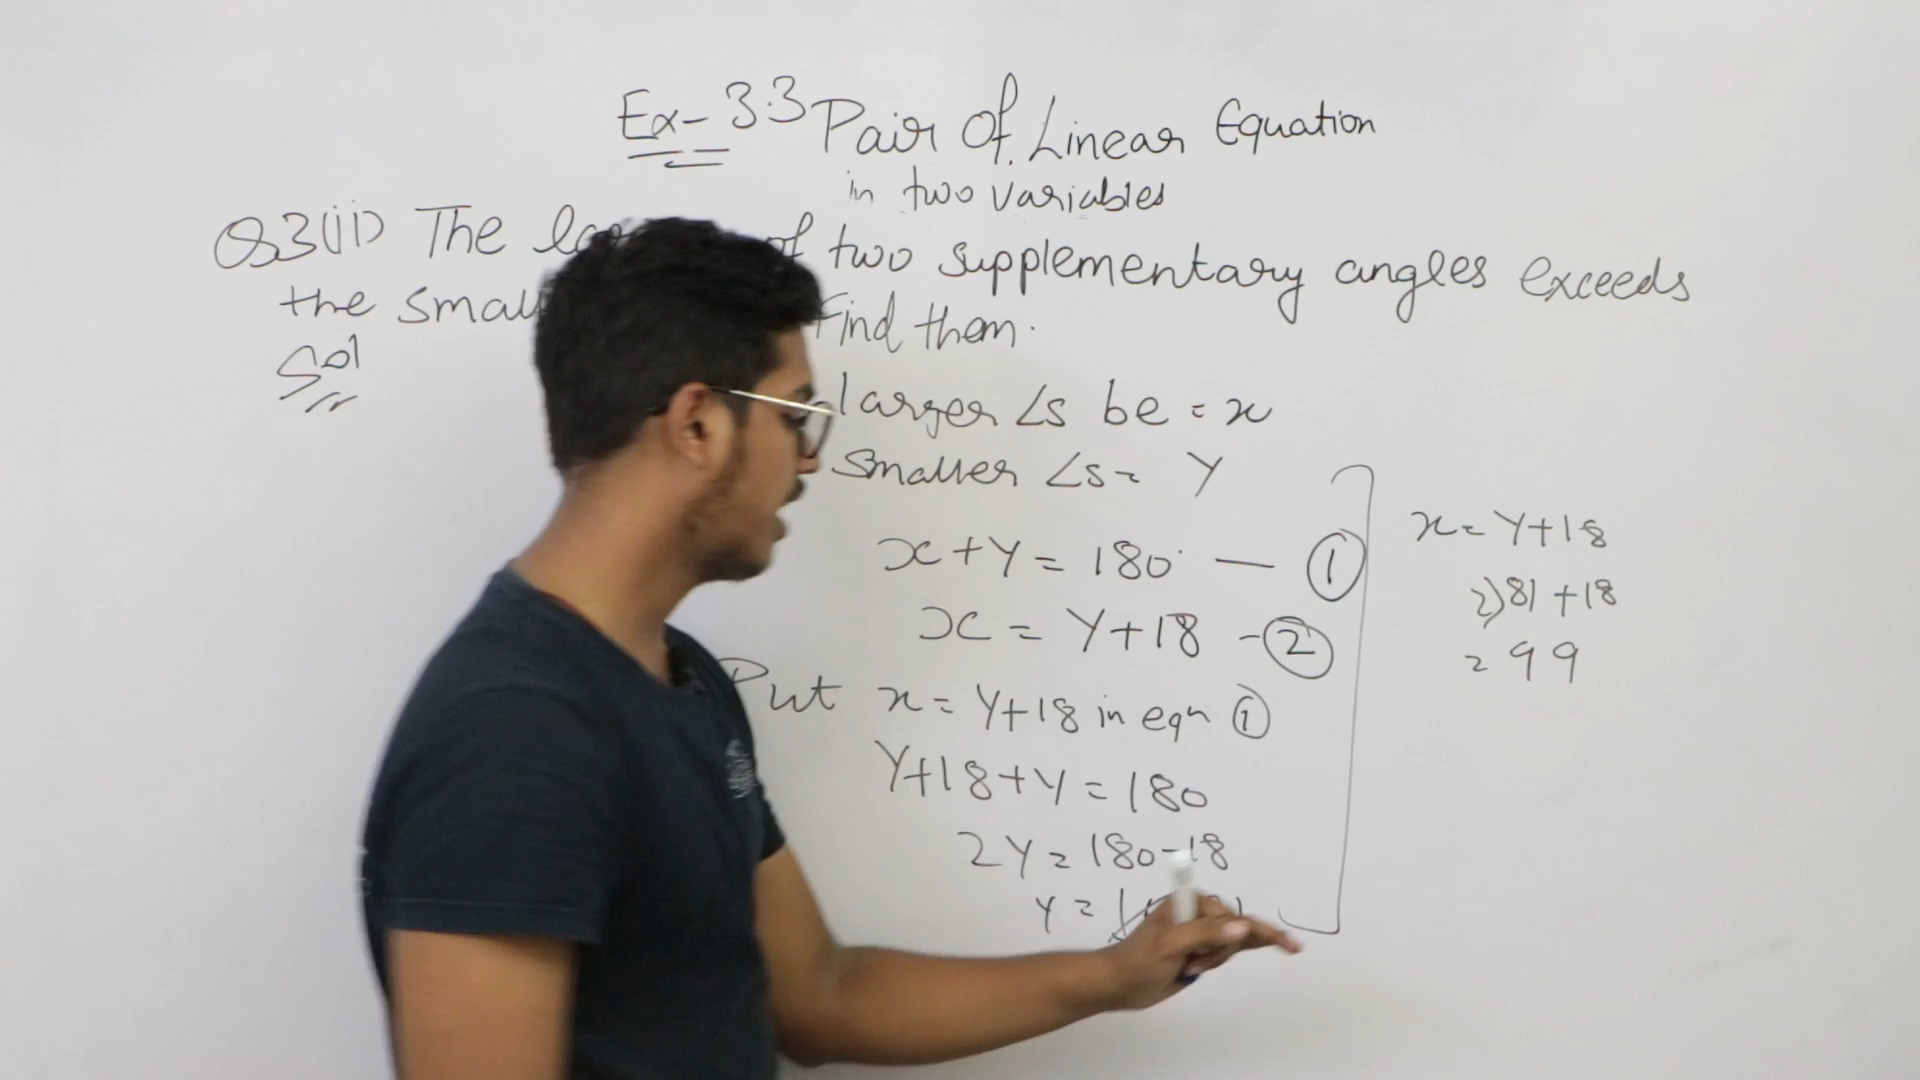 Ex-3.3 Pair Of Linear Equation
in two variables
Q3(ii) The of two supplementary angles exceeds
the Find them.
Sol
larger ∠s be = x
Smaller ∠s = Y
x+Y = 180° — ①
x = Y+18 - ②
Put x = Y+18 in eqn ①
Y+18+Y = 180
2Y = 180-18
Y =
x = Y+18
⇒ 81 +18
= 99